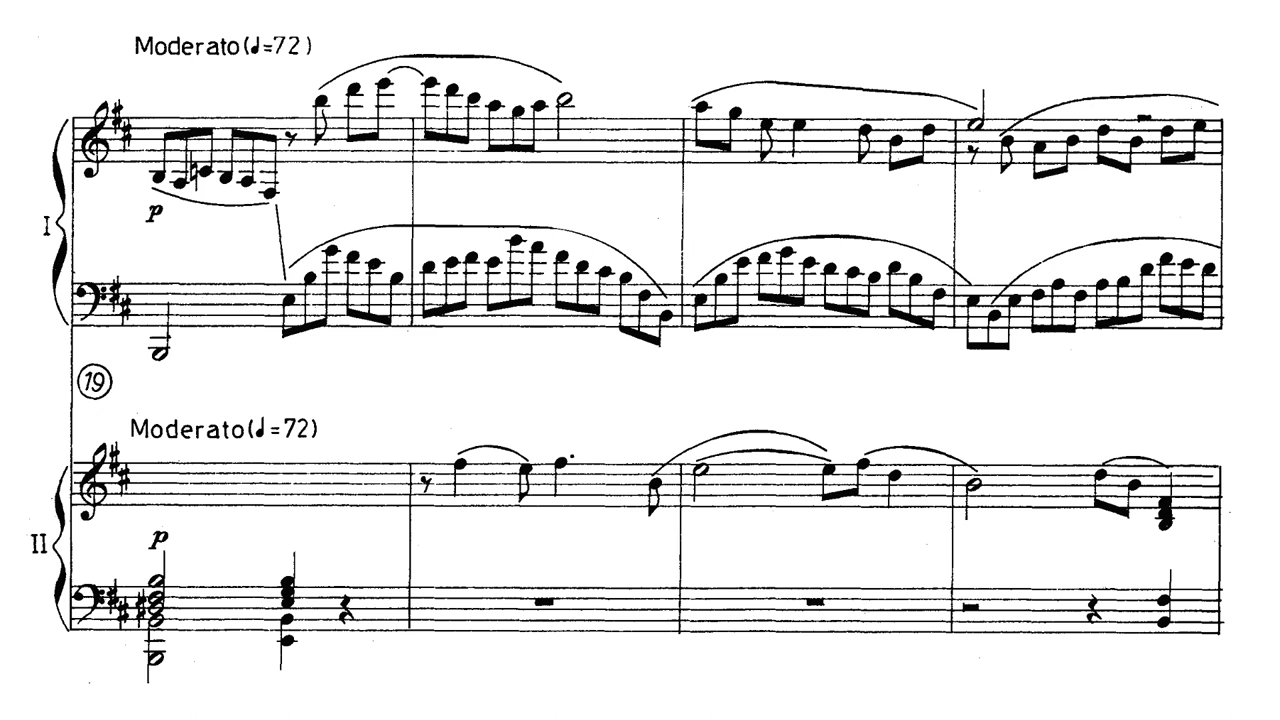 Moderato (♩=72)
p
I
19
Moderato (♩=72)
p
II